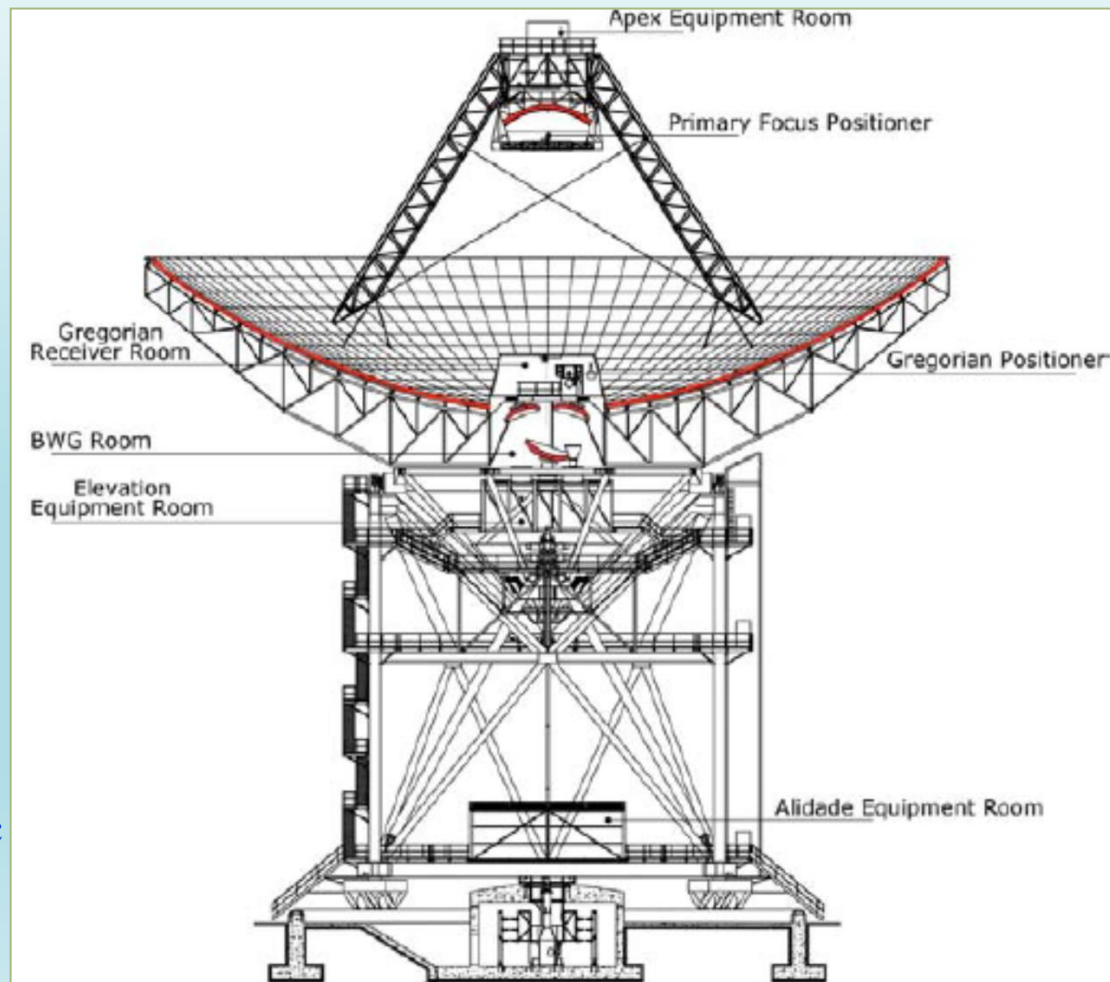 Apex Equipment Room
Primary Focus Positioner
Gregorian
Receiver Room
Gregorian Positioner
BWG Room
Elevation
Equipment Room
Alidade Equipment Room